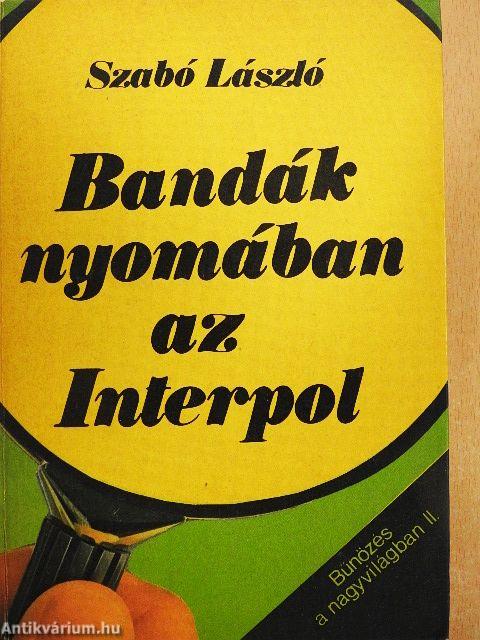 Szabó László
Bandák
nyomában
az
Interpol
Bűnözés
a nagyvilágban II.
Antikvárium.hu